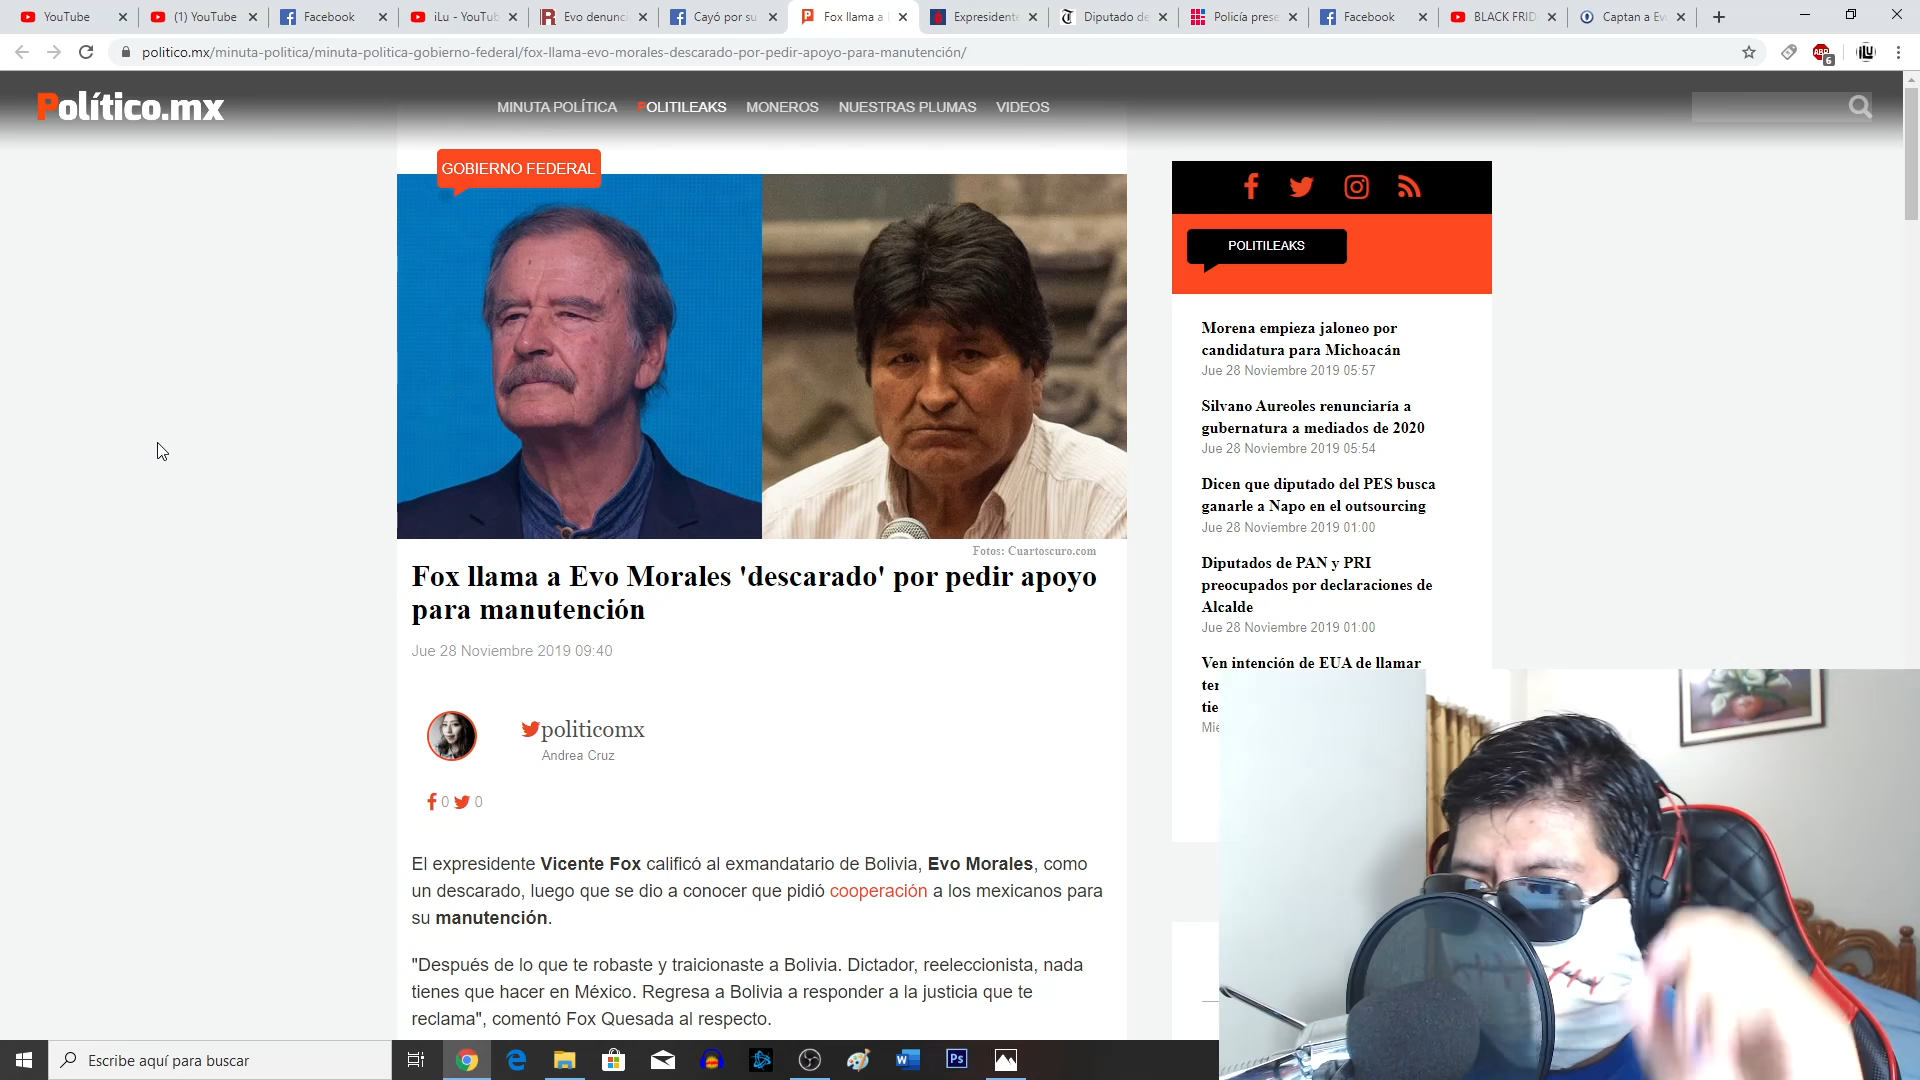 YouTube
(1) YouTube
Facebook
iLu - YouTub
Evo denunci
Cayó por su
Fox llama a
Expresidente
Diputado de
Policía prese
Facebook
BLACK FRID
Captan a Evo
politico.mx/minuta-politica/minuta-politica-gobierno-federal/fox-llama-evo-morales-descarado-por-pedir-apoyo-para-manutención/
ABP
6
iLU
Político.mx
MINUTA POLÍTICA
POLITILEAKS
MONEROS
NUESTRAS PLUMAS
VIDEOS
GOBIERNO FEDERAL
Fotos: Cuartoscuro.com
Fox llama a Evo Morales 'descarado' por pedir apoyo
para manutención
Jue 28 Noviembre 2019 09:40
politicomx
Andrea Cruz
0 0
El expresidente Vicente Fox calificó al exmandatario de Bolivia, Evo Morales, como
un descarado, luego que se dio a conocer que pidió cooperación a los mexicanos para
su manutención.
"Después de lo que te robaste y traicionaste a Bolivia. Dictador, reeleccionista, nada
tienes que hacer en México. Regresa a Bolivia a responder a la justicia que te
reclama", comentó Fox Quesada al respecto.
POLITILEAKS
Morena empieza jaloneo por
candidatura para Michoacán
Jue 28 Noviembre 2019 05:57
Silvano Aureoles renunciaría a
gubernatura a mediados de 2020
Jue 28 Noviembre 2019 05:54
Dicen que diputado del PES busca
ganarle a Napo en el outsourcing
Jue 28 Noviembre 2019 01:00
Diputados de PAN y PRI
preocupados por declaraciones de
Alcalde
Jue 28 Noviembre 2019 01:00
Ven intención de EUA de llamar
ter
tie
Mie
Escribe aquí para buscar
Ps